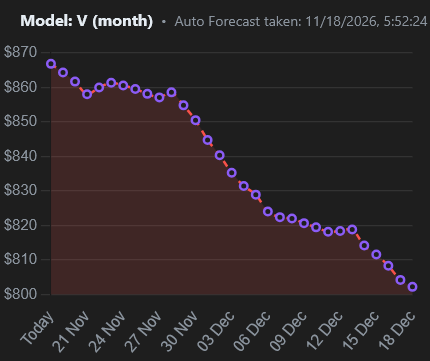 Model: V (month) • Auto Forecast taken: 11/18/2026, 5:52:24
$870
$860
$850
$840
$830
$820
$810
$800
Today
21 Nov
24 Nov
27 Nov
30 Nov
03 Dec
06 Dec
09 Dec
12 Dec
15 Dec
18 Dec